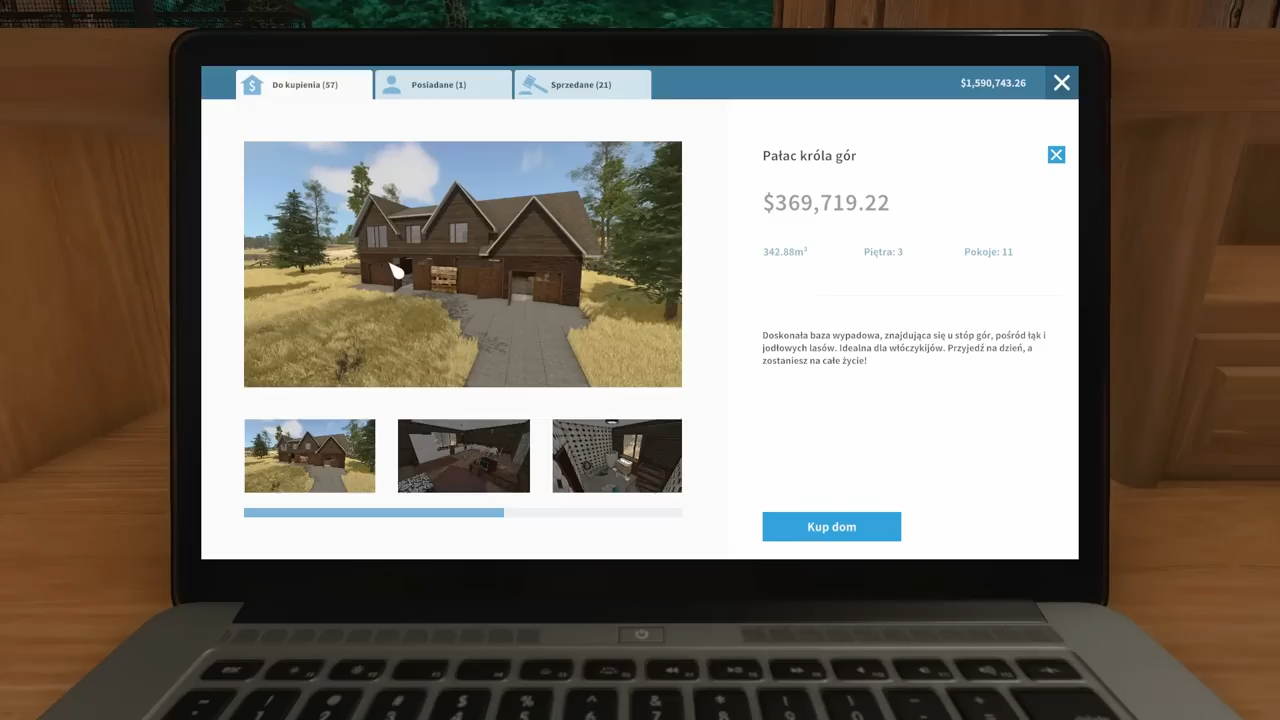 Do kupienia (57)
Posiadane (1)
Sprzedane (21)
$1,590,743.26
Pałac króla gór
$369,719.22
342.88m²
Piętra: 3
Pokoje: 11
Doskonała baza wypadowa, znajdująca się u stóp gór, pośród łąk i
jodłowych lasów. Idealna dla włóczykijów. Przyjedź na dzień, a
zostaniesz na całe życie!
Kup dom